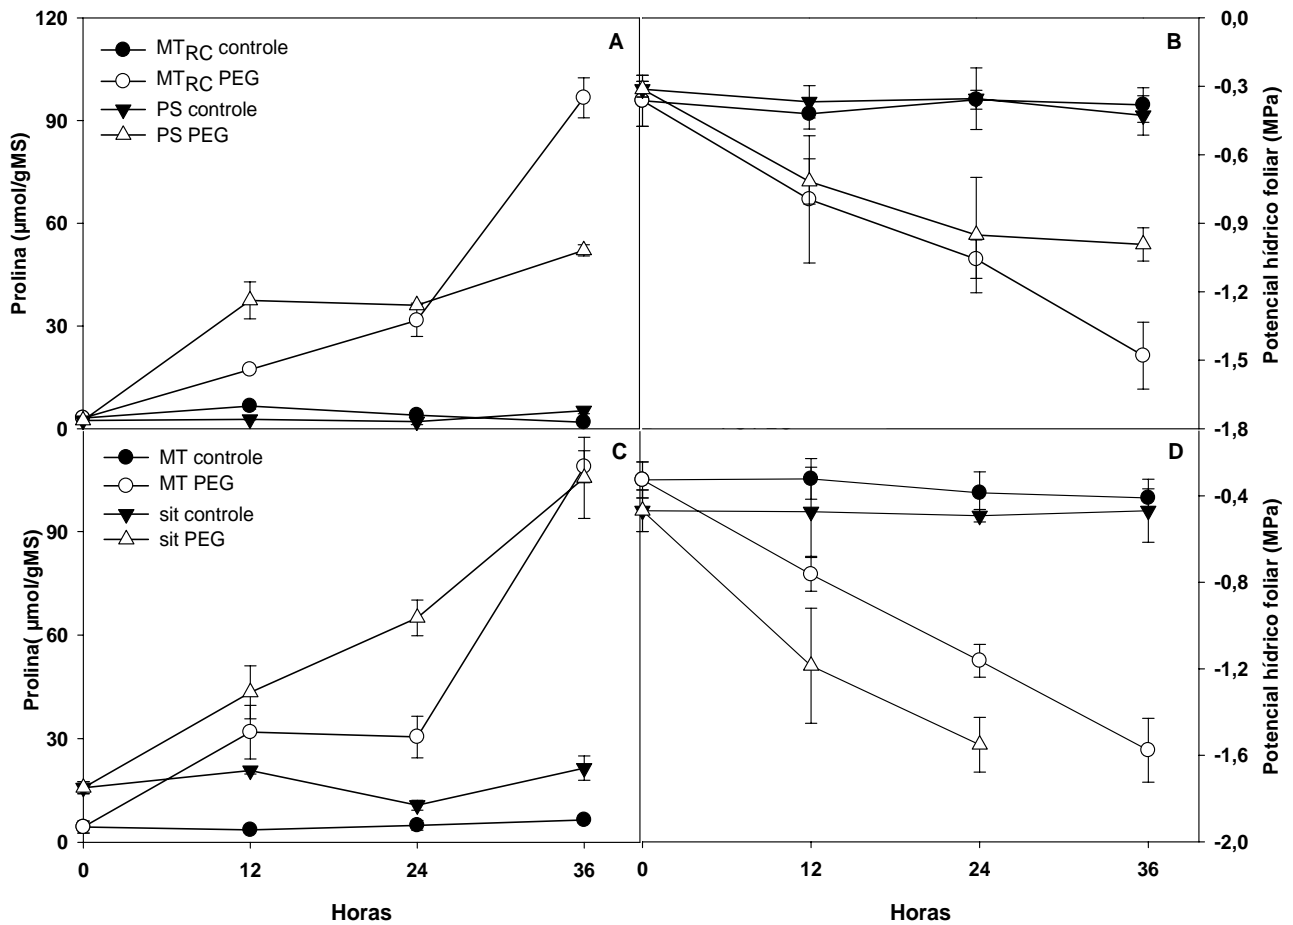 120
90
60
30
0
Prolina (µmol/gMS)
MTRC controle
MTRC PEG
PS controle
PS PEG
A
B
0,0
-0,3
-0,6
-0,9
-1,2
-1,5
-1,8
Potencial hídrico foliar (MPa)
90
60
30
0
Prolina( µmol/gMS)
MT controle
MT PEG
sit controle
sit PEG
C
D
-0,4
-0,8
-1,2
-1,6
-2,0
Potencial hídrico foliar (MPa)
0 12 24 36
0 12 24 36
Horas
Horas